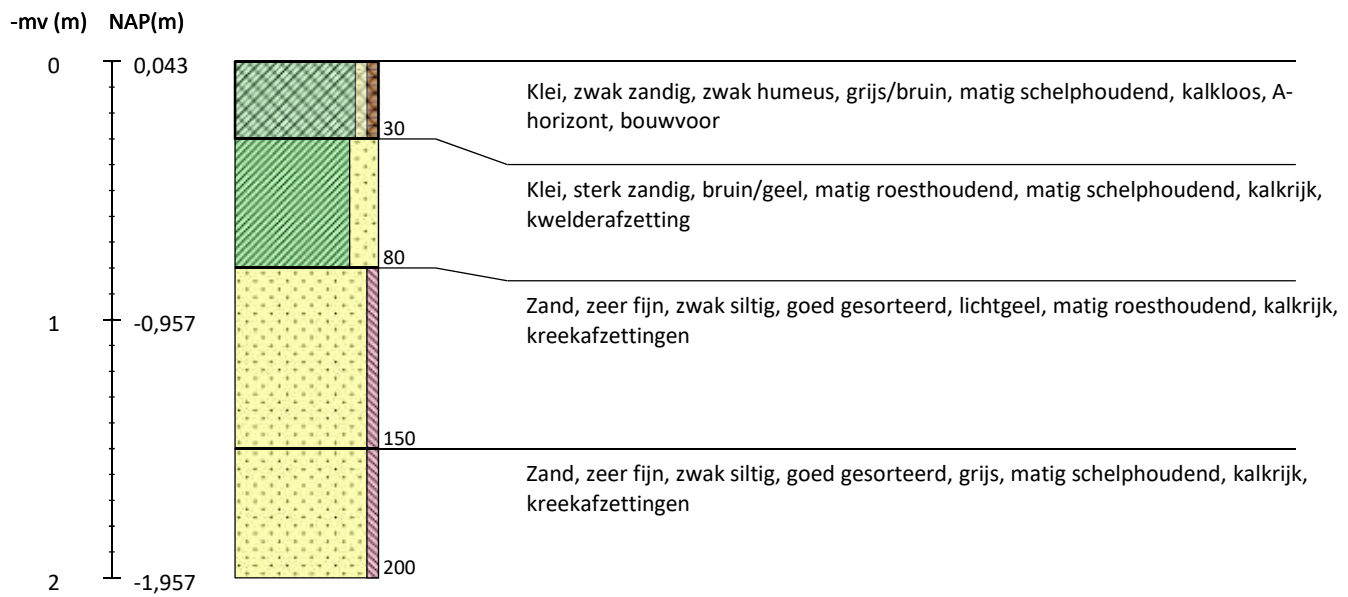 -mv (m) NAP(m)
0 0,043
Klei, zwak zandig, zwak humeus, grijs/bruin, matig schelphoudend, kalkloos, A-
horizont, bouwvoor
30
Klei, sterk zandig, bruin/geel, matig roesthoudend, matig schelphoudend, kalkrijk,
kwelderafzetting
80
Zand, zeer fijn, zwak siltig, goed gesorteerd, lichtgeel, matig roesthoudend, kalkrijk,
kreekafzettingen
1 -0,957
150
Zand, zeer fijn, zwak siltig, goed gesorteerd, grijs, matig schelphoudend, kalkrijk,
kreekafzettingen
200
2 -1,957